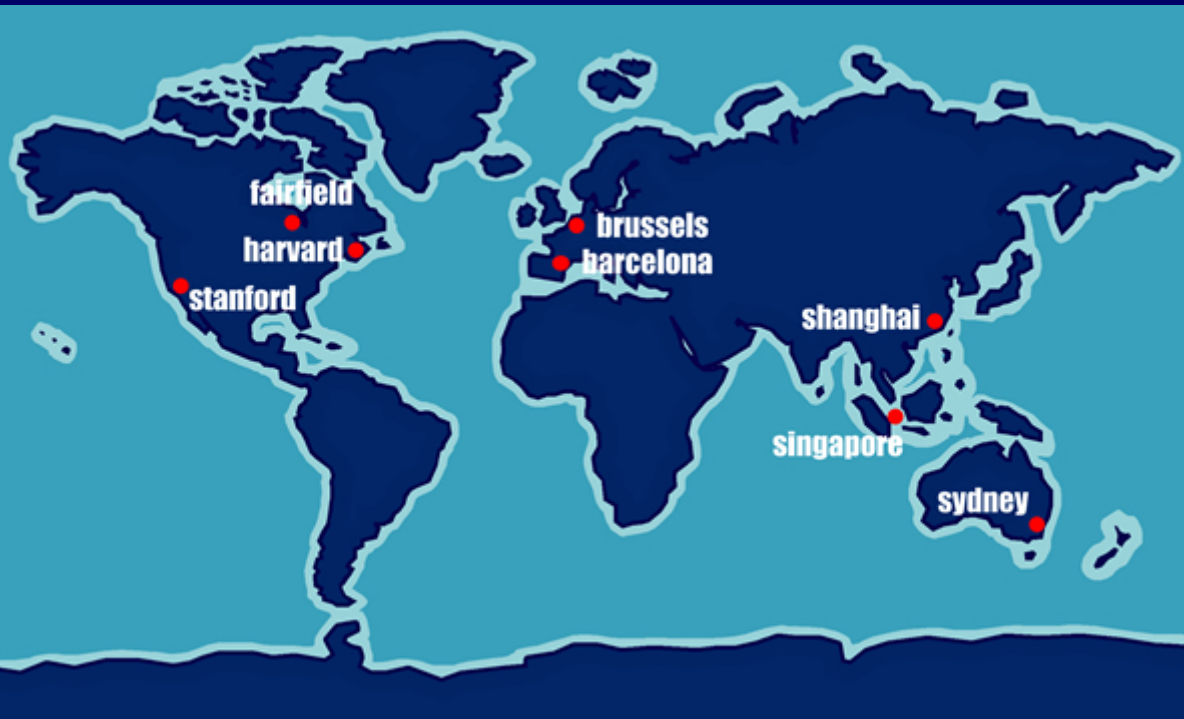 fairfield
brussels
harvard
barcelona
stanford
shanghai
singapore
sydney